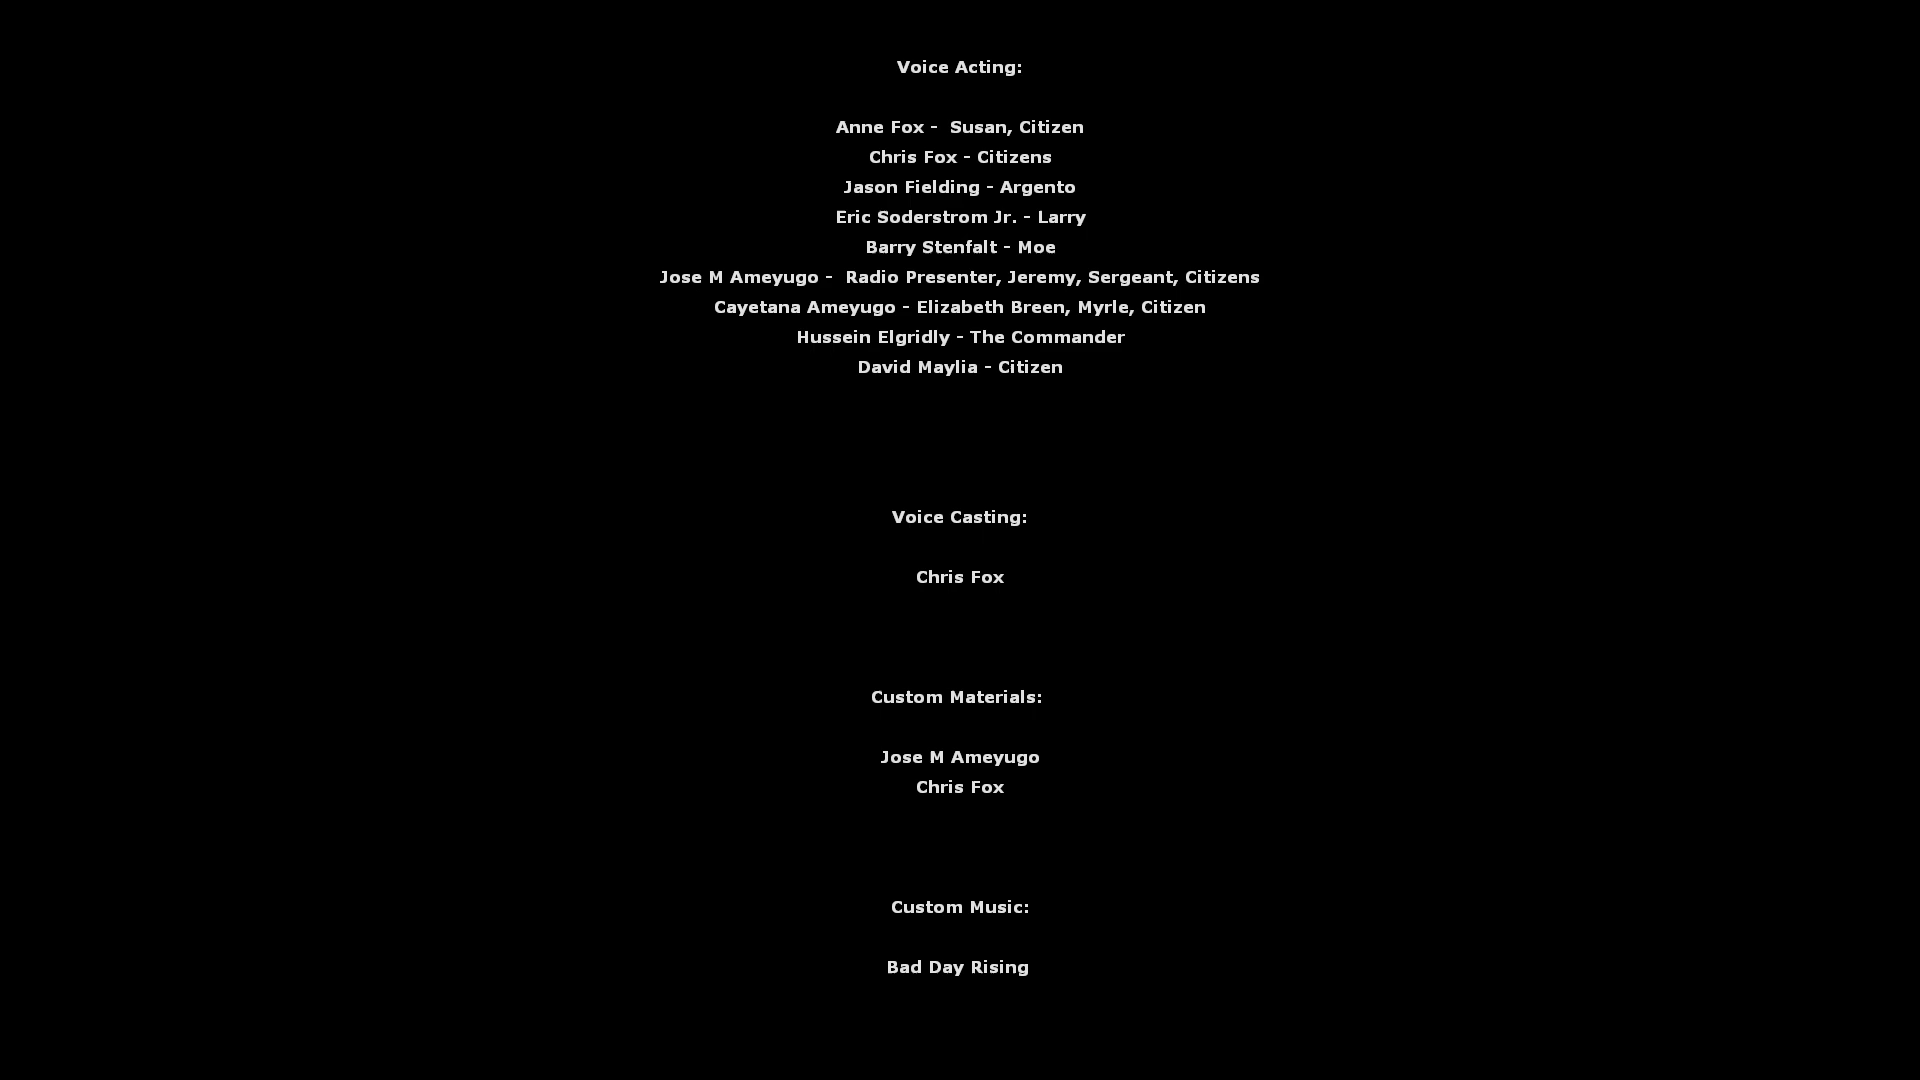 Voice Acting:
Anne Fox -  Susan, Citizen
Chris Fox - Citizens
Jason Fielding - Argento
Eric Soderstrom Jr. - Larry
Barry Stenfalt - Moe
Jose M Ameyugo -  Radio Presenter, Jeremy, Sergeant, Citizens
Cayetana Ameyugo - Elizabeth Breen, Myrle, Citizen
Hussein Elgridly - The Commander
David Maylia - Citizen
Voice Casting:
Chris Fox
Custom Materials:
Jose M Ameyugo
Chris Fox
Custom Music:
Bad Day Rising